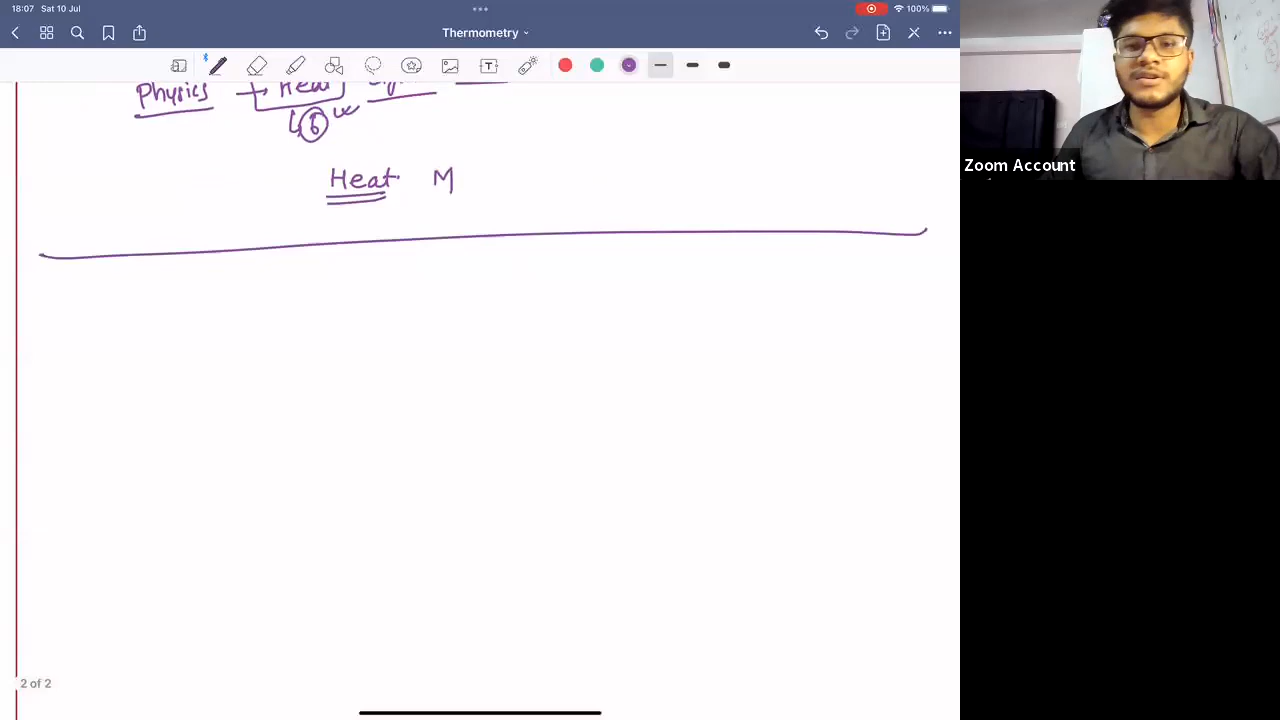 18:07 Sat 10 Jul
100%
Thermometry
T
Physics → Heat
6
Heat M
2 of 2
Zoom Account